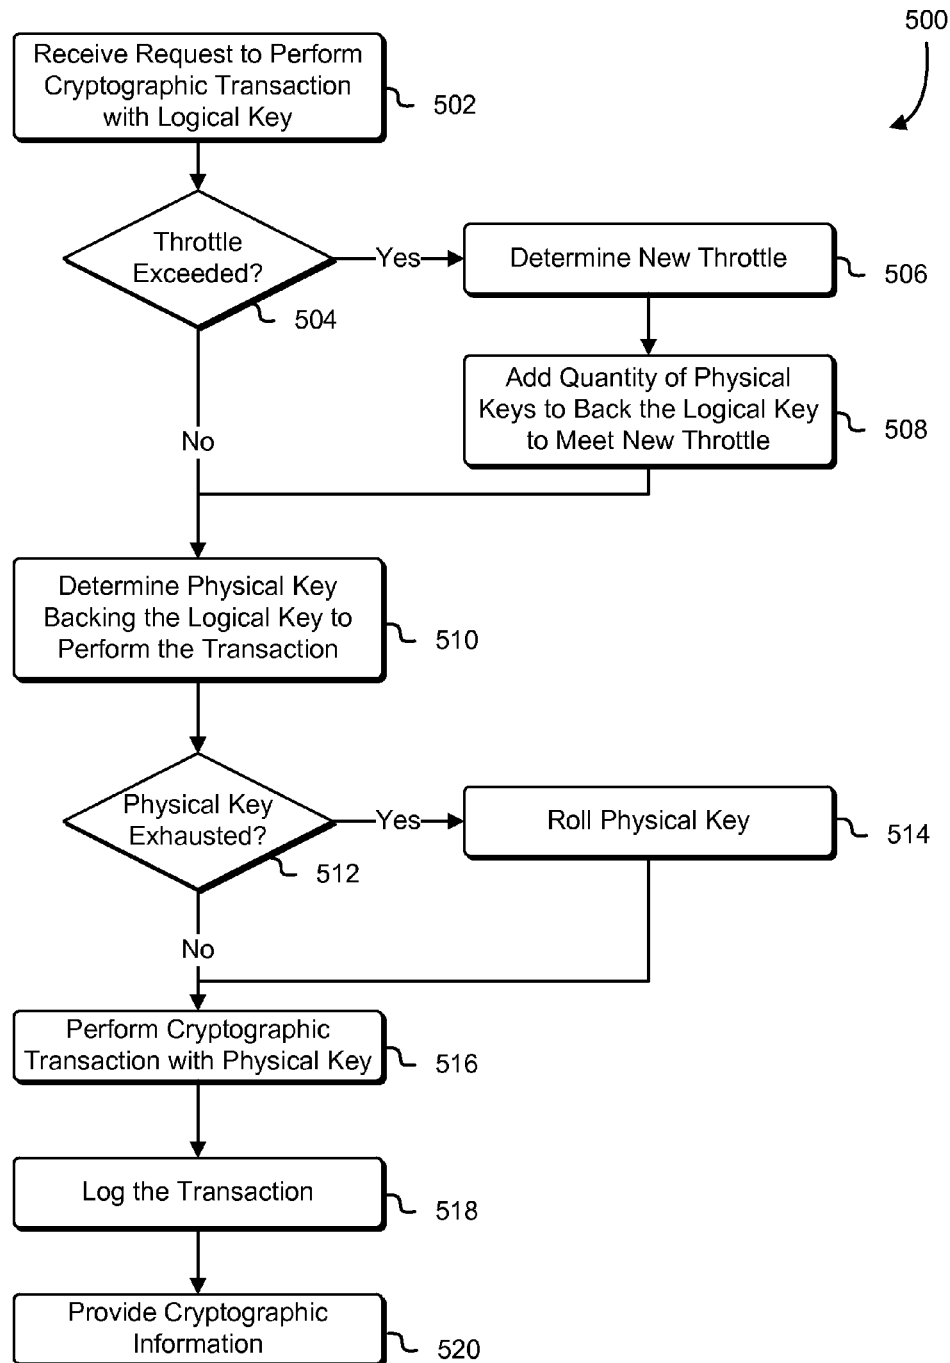 500
Receive Request to Perform
Cryptographic Transaction
with Logical Key
502
Throttle
Exceeded?
504
Yes
Determine New Throttle
506
Add Quantity of Physical
Keys to Back the Logical Key
to Meet New Throttle
508
No
Determine Physical Key
Backing the Logical Key to
Perform the Transaction
510
Physical Key
Exhausted?
512
Yes
Roll Physical Key
514
No
Perform Cryptographic
Transaction with Physical Key
516
Log the Transaction
518
Provide Cryptographic
Information
520